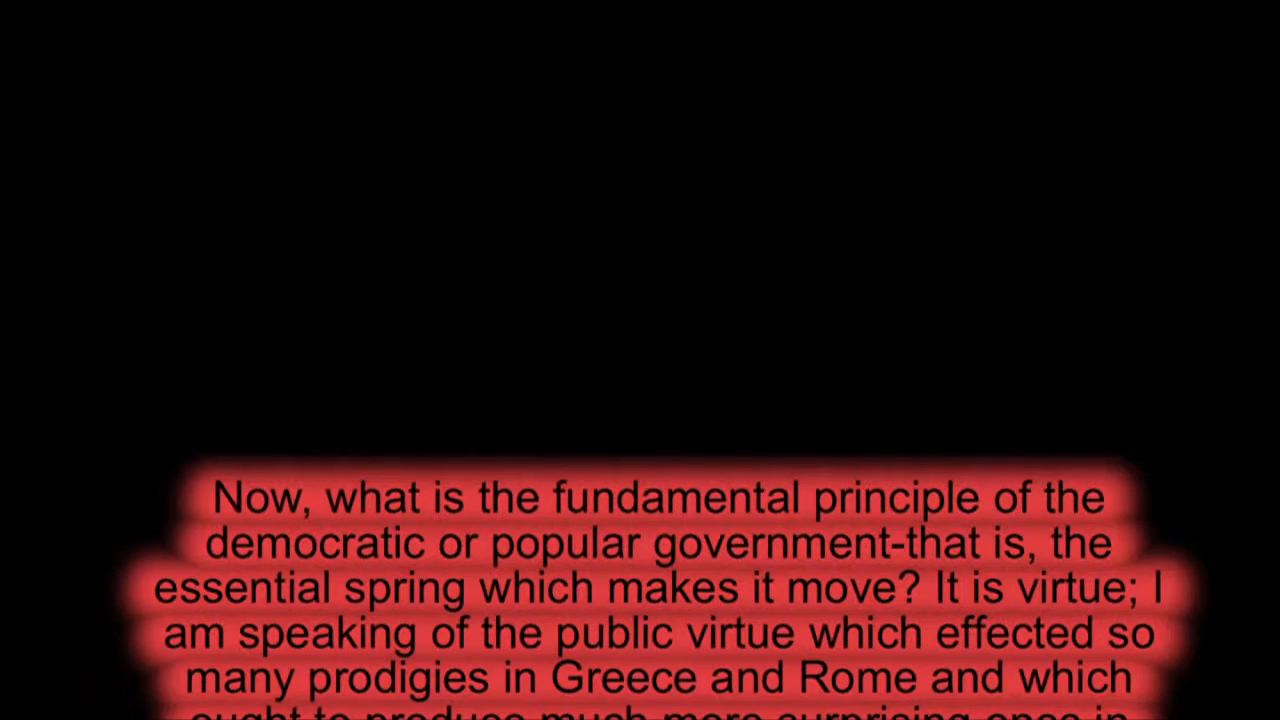 Now, what is the fundamental principle of the
democratic or popular government-that is, the
essential spring which makes it move? It is virtue; I
am speaking of the public virtue which effected so
many prodigies in Greece and Rome and which
ought to produce much more surprising ones in